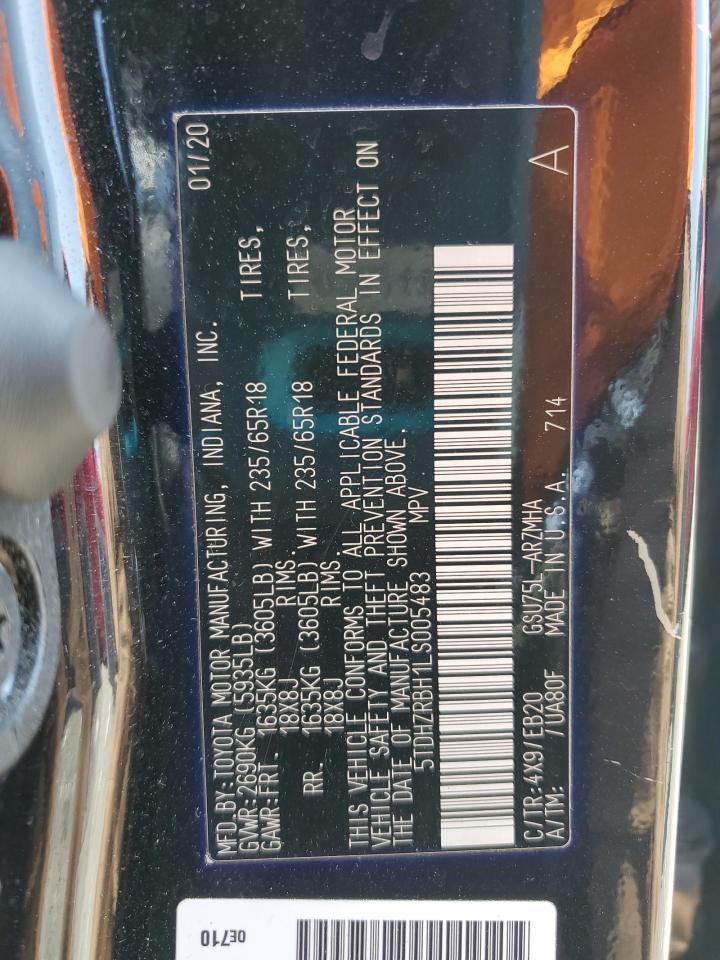 MFD.BY:TOYOTA MOTOR MANUFACTURING, INDIANA, INC. 01/20
GVWR:2690KG (5935LB)
GAWR:FRT. 1635KG (3605LB) WITH 235/65R18 TIRES,
18X8J RIMS.
RR. 1635KG (3605LB) WITH 235/65R18 TIRES,
18X8J RIMS
THIS VEHICLE CONFORMS TO ALL APPLICABLE FEDERAL MOTOR
VEHICLE SAFETY AND THEFT PREVENTION STANDARDS IN EFFECT ON
THE DATE OF MANUFACTURE SHOWN ABOVE.
5TDHZRBH1LS005483 MPV
C/TR:4X9/EB20 GSU75L-ARZMHA A
A/TM: /UA80F MADE IN U.S.A. 714
0E710